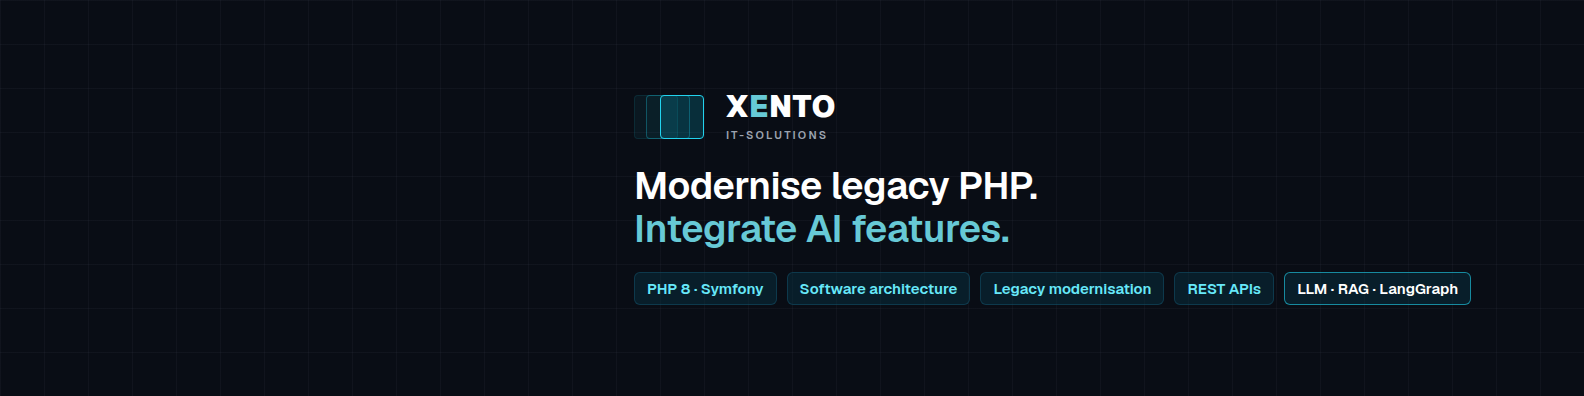 XENTO
IT-SOLUTIONS
Modernise legacy PHP.
Integrate AI features.
PHP 8 · Symfony
Software architecture
Legacy modernisation
REST APIs
LLM · RAG · LangGraph